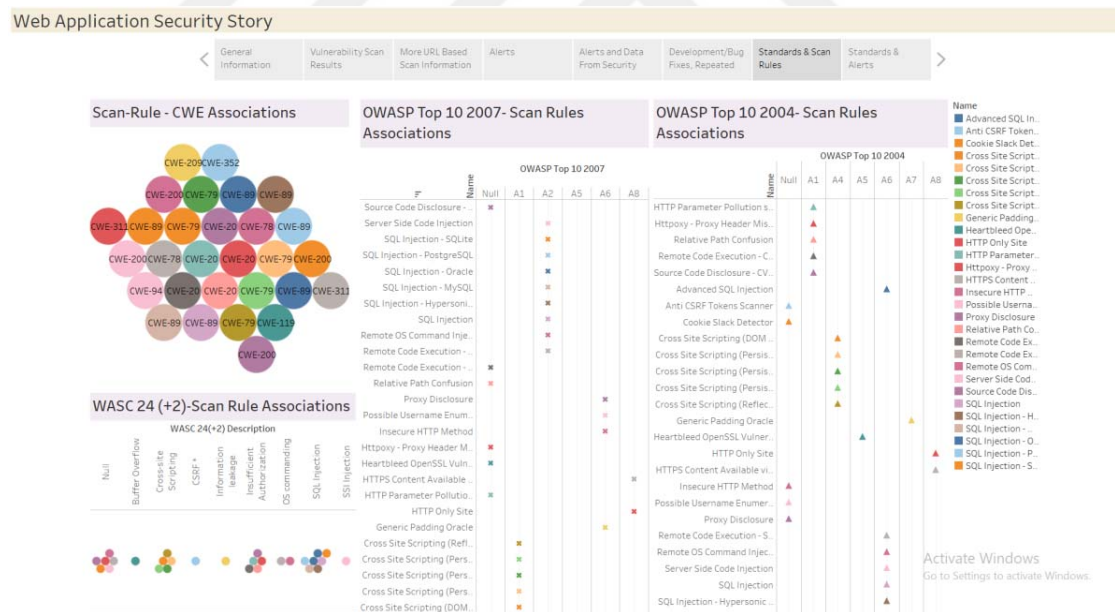 Web Application Security Story
General Information
Vulnerability Scan Results
More URL Based Scan Information
Alerts
Alerts and Data From Security
Development/Bug Fixes, Repeated
Standards & Scan Rules
Standards & Alerts
Scan-Rule - CWE Associations
CWE-209 CWE-352
CWE-200 CWE-79 CWE-89 CWE-89
CWE-311 CWE-89 CWE-79 CWE-20 CWE-78 CWE-89
CWE-200 CWE-78 CWE-20 CWE-20 CWE-79 CWE-200
CWE-94 CWE-20 CWE-20 CWE-79 CWE-89 CWE-311
CWE-89 CWE-89 CWE-79 CWE-119
CWE-200
WASC 24 (+2)-Scan Rule Associations
WASC 24(+2) Description
Null
Buffer Overflow
Cross-site Scripting
CSRF *
Information leakage
Insufficient Authorization
OS commanding
SQL Injection
SSI Injection
OWASP Top 10 2007- Scan Rules
Associations
OWASP Top 10 2007
Name
Null A1 A2 A5 A6 A8
Source Code Disclosure - ..
Server Side Code Injection
SQL Injection - SQLite
SQL Injection - PostgreSQL
SQL Injection - Oracle
SQL Injection - MySQL
SQL Injection - Hypersoni..
SQL Injection
Remote OS Command Inje..
Remote Code Execution - ..
Remote Code Execution - ..
Relative Path Confusion
Proxy Disclosure
Possible Username Enum..
Insecure HTTP Method
Httpoxy - Proxy Header M..
Heartbleed OpenSSL Vuln..
HTTPS Content Available ..
HTTP Parameter Pollutio..
HTTP Only Site
Generic Padding Oracle
Cross Site Scripting (Refl..
Cross Site Scripting (Pers..
Cross Site Scripting (Pers..
Cross Site Scripting (Pers..
Cross Site Scripting (DOM..
OWASP Top 10 2004- Scan Rules
Associations
OWASP Top 10 2004
Name
Null A1 A4 A5 A6 A7 A8
HTTP Parameter Pollution s..
Httpoxy - Proxy Header Mis..
Relative Path Confusion
Remote Code Execution - C..
Source Code Disclosure - CV..
Advanced SQL Injection
Anti CSRF Tokens Scanner
Cookie Slack Detector
Cross Site Scripting (DOM ..
Cross Site Scripting (Persis..
Cross Site Scripting (Persis..
Cross Site Scripting (Persis..
Cross Site Scripting (Reflec..
Generic Padding Oracle
Heartbleed OpenSSL Vulner..
HTTP Only Site
HTTPS Content Available vi..
Insecure HTTP Method
Possible Username Enumer..
Proxy Disclosure
Remote Code Execution - S..
Remote OS Command Injec..
Server Side Code Injection
SQL Injection
SQL Injection - Hypersonic ..
Name
Advanced SQL In..
Anti CSRF Token..
Cookie Slack Det..
Cross Site Script..
Cross Site Script..
Cross Site Script..
Cross Site Script..
Cross Site Script..
Generic Padding..
Heartbleed Ope..
HTTP Only Site
HTTP Parameter..
Httpoxy - Proxy ..
HTTPS Content ..
Insecure HTTP ..
Possible Userna..
Proxy Disclosure
Relative Path Co..
Remote Code Ex..
Remote Code Ex..
Remote OS Com..
Server Side Cod..
Source Code Dis..
SQL Injection
SQL Injection - H..
SQL Injection - ..
SQL Injection - O..
SQL Injection - P..
SQL Injection - S..
Activate Windows
Go to Settings to activate Windows.